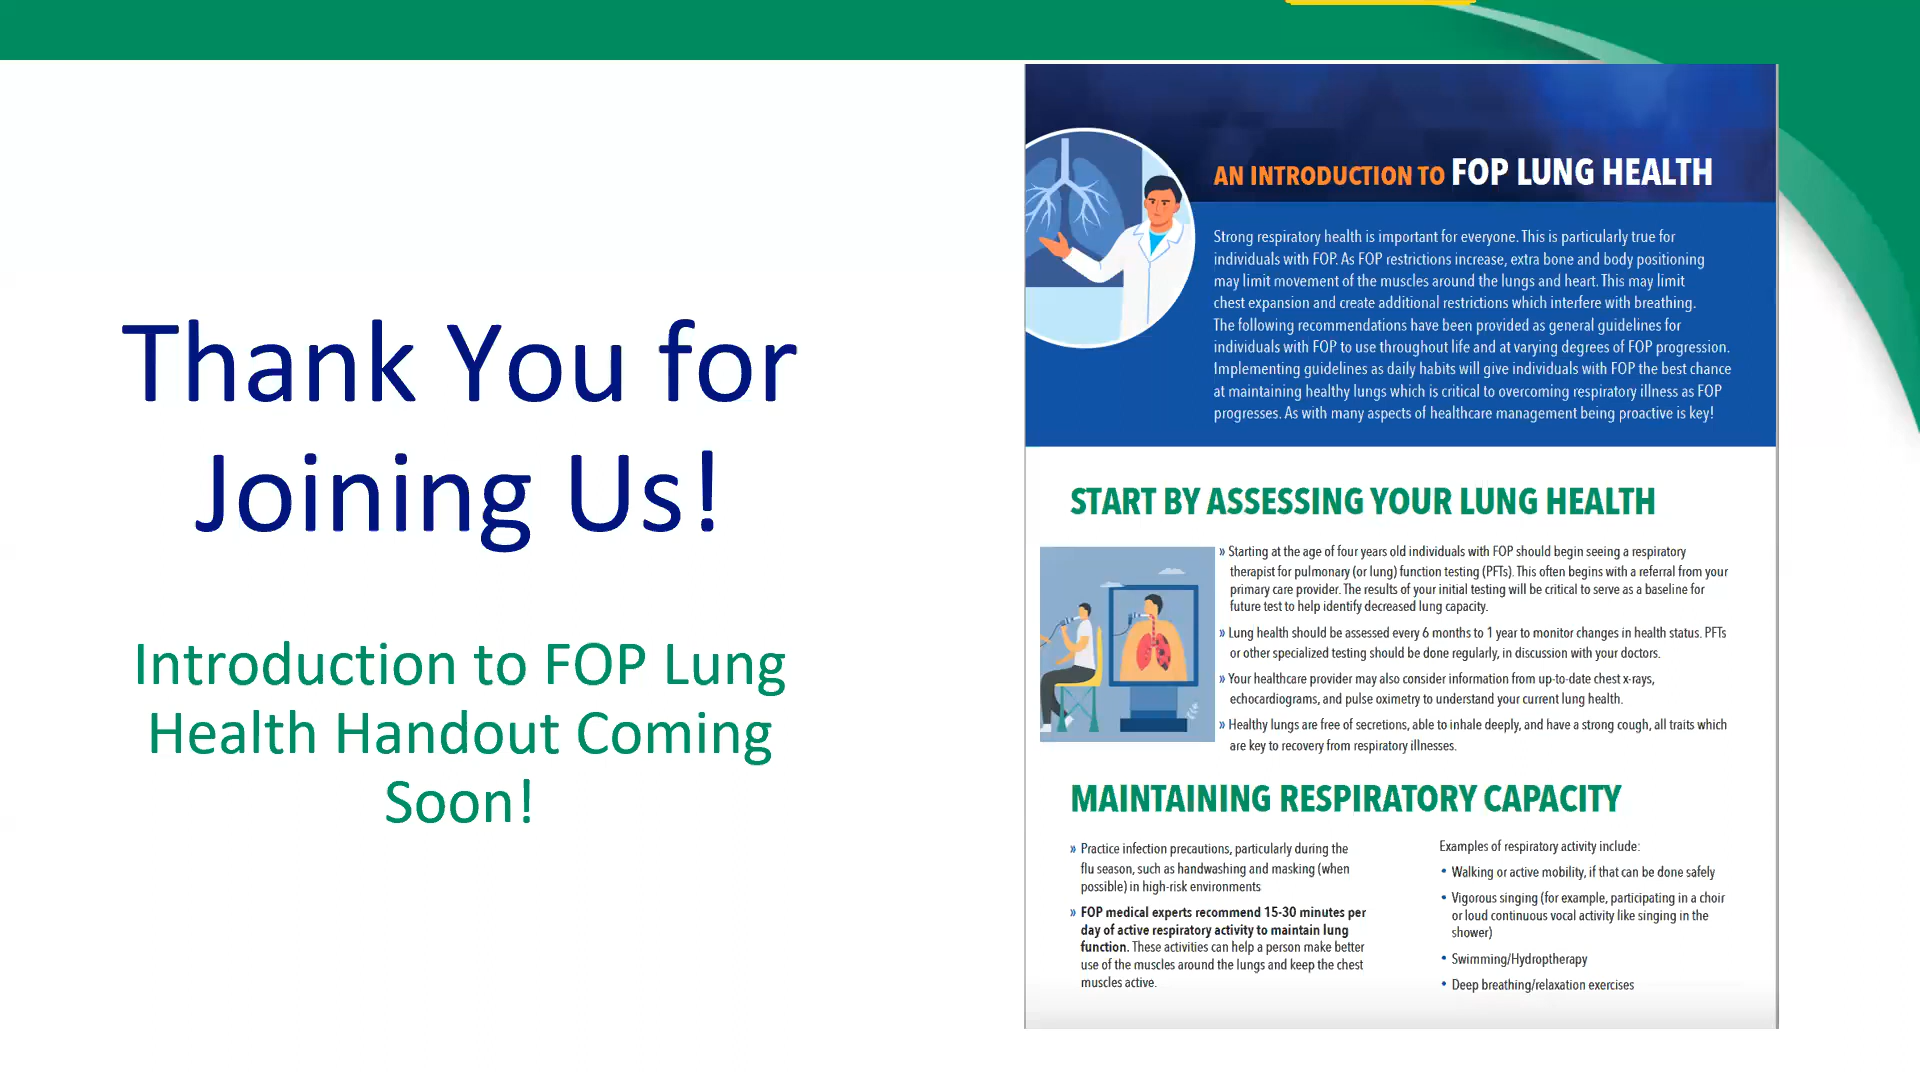 Thank You for
Joining Us!
Introduction to FOP Lung
Health Handout Coming
Soon!
AN INTRODUCTION TO FOP LUNG HEALTH
Strong respiratory health is important for everyone. This is particularly true for
individuals with FOP. As FOP restrictions increase, extra bone and body positioning
may limit movement of the muscles around the lungs and heart. This may limit
chest expansion and create additional restrictions which interfere with breathing.
The following recommendations have been provided as general guidelines for
individuals with FOP to use throughout life and at varying degrees of FOP progression.
Implementing guidelines as daily habits will give individuals with FOP the best chance
at maintaining healthy lungs which is critical to overcoming respiratory illness as FOP
progresses. As with many aspects of healthcare management being proactive is key!
START BY ASSESSING YOUR LUNG HEALTH
» Starting at the age of four years old individuals with FOP should begin seeing a respiratory
therapist for pulmonary (or lung) function testing (PFTs). This often begins with a referral from your
primary care provider. The results of your initial testing will be critical to serve as a baseline for
future test to help identify decreased lung capacity.
» Lung health should be assessed every 6 months to 1 year to monitor changes in health status. PFTs
or other specialized testing should be done regularly, in discussion with your doctors.
» Your healthcare provider may also consider information from up-to-date chest x-rays,
echocardiograms, and pulse oximetry to understand your current lung health.
» Healthy lungs are free of secretions, able to inhale deeply, and have a strong cough, all traits which
are key to recovery from respiratory illnesses.
MAINTAINING RESPIRATORY CAPACITY
» Practice infection precautions, particularly during the
flu season, such as handwashing and masking (when
possible) in high-risk environments
» FOP medical experts recommend 15-30 minutes per
day of active respiratory activity to maintain lung
function. These activities can help a person make better
use of the muscles around the lungs and keep the chest
muscles active.
Examples of respiratory activity include:
• Walking or active mobility, if that can be done safely
• Vigorous singing (for example, participating in a choir
or loud continuous vocal activity like singing in the
shower)
• Swimming/Hydroptherapy
• Deep breathing/relaxation exercises